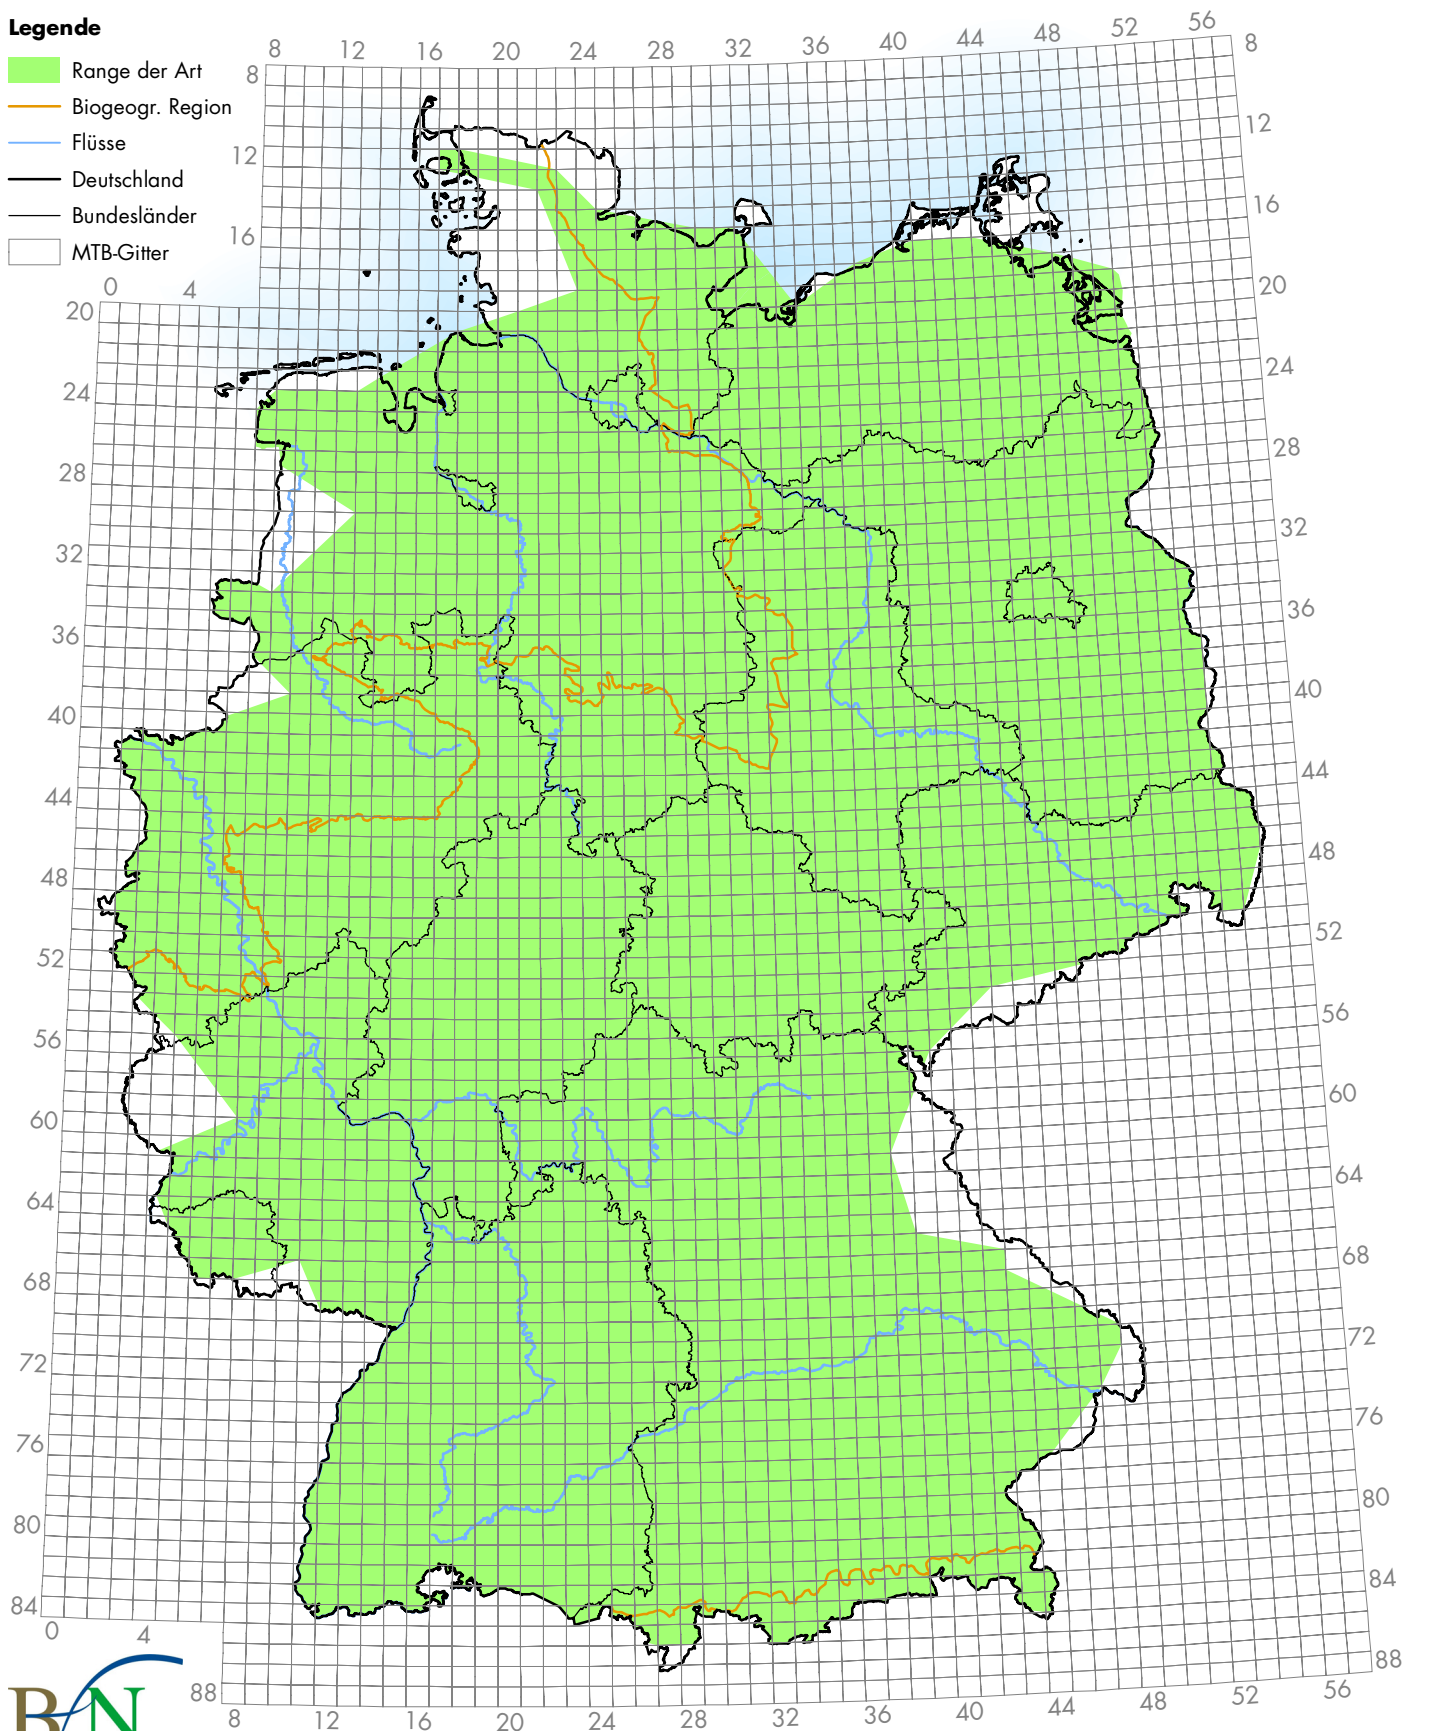 Legende
Range der Art
Biogeogr. Region
Flüsse
Deutschland
Bundesländer
MTB-Gitter
8 12 16 20 24 28 32 36 40 44 48 52 56
8 8
12 12
16 16
0 4
20 20
24 24
28 28
32 32
36 36
40 40
44 44
48 48
52 52
56 56
60 60
64 64
68 68
72 72
76 76
80 80
84 84
0 4
88 88
8 12 16 20 24 28 32 36 40 44 48 52 56
BfN